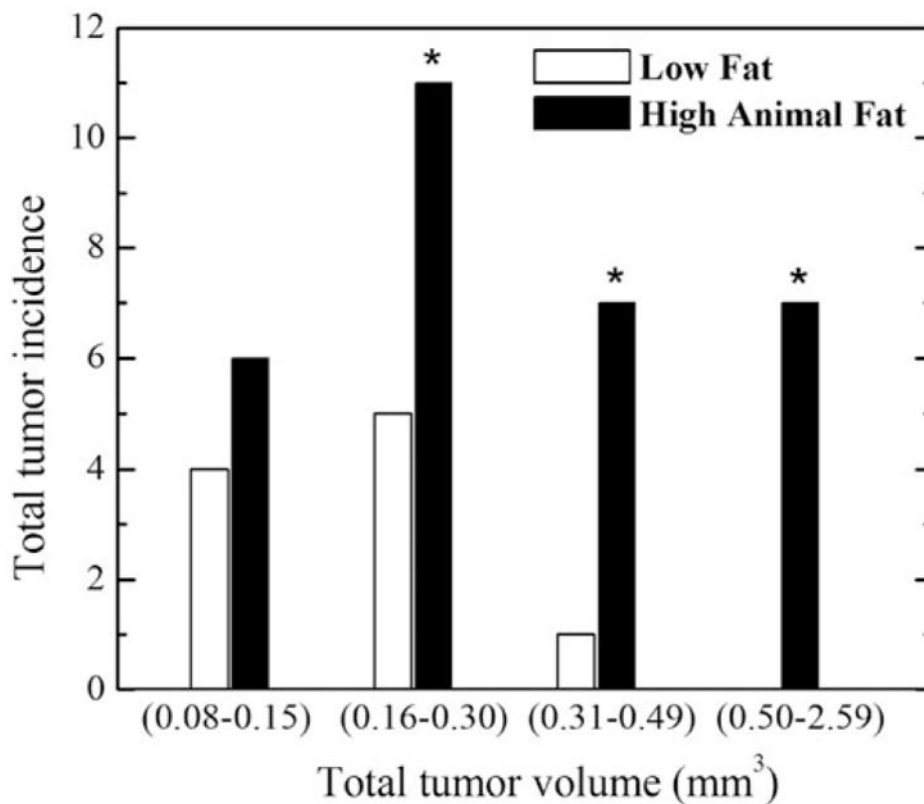 12
10
8
6
4
2
0
Total tumor incidence
Low Fat
High Animal Fat
*
*
*
(0.08-0.15) (0.16-0.30) (0.31-0.49) (0.50-2.59)
Total tumor volume (mm³)